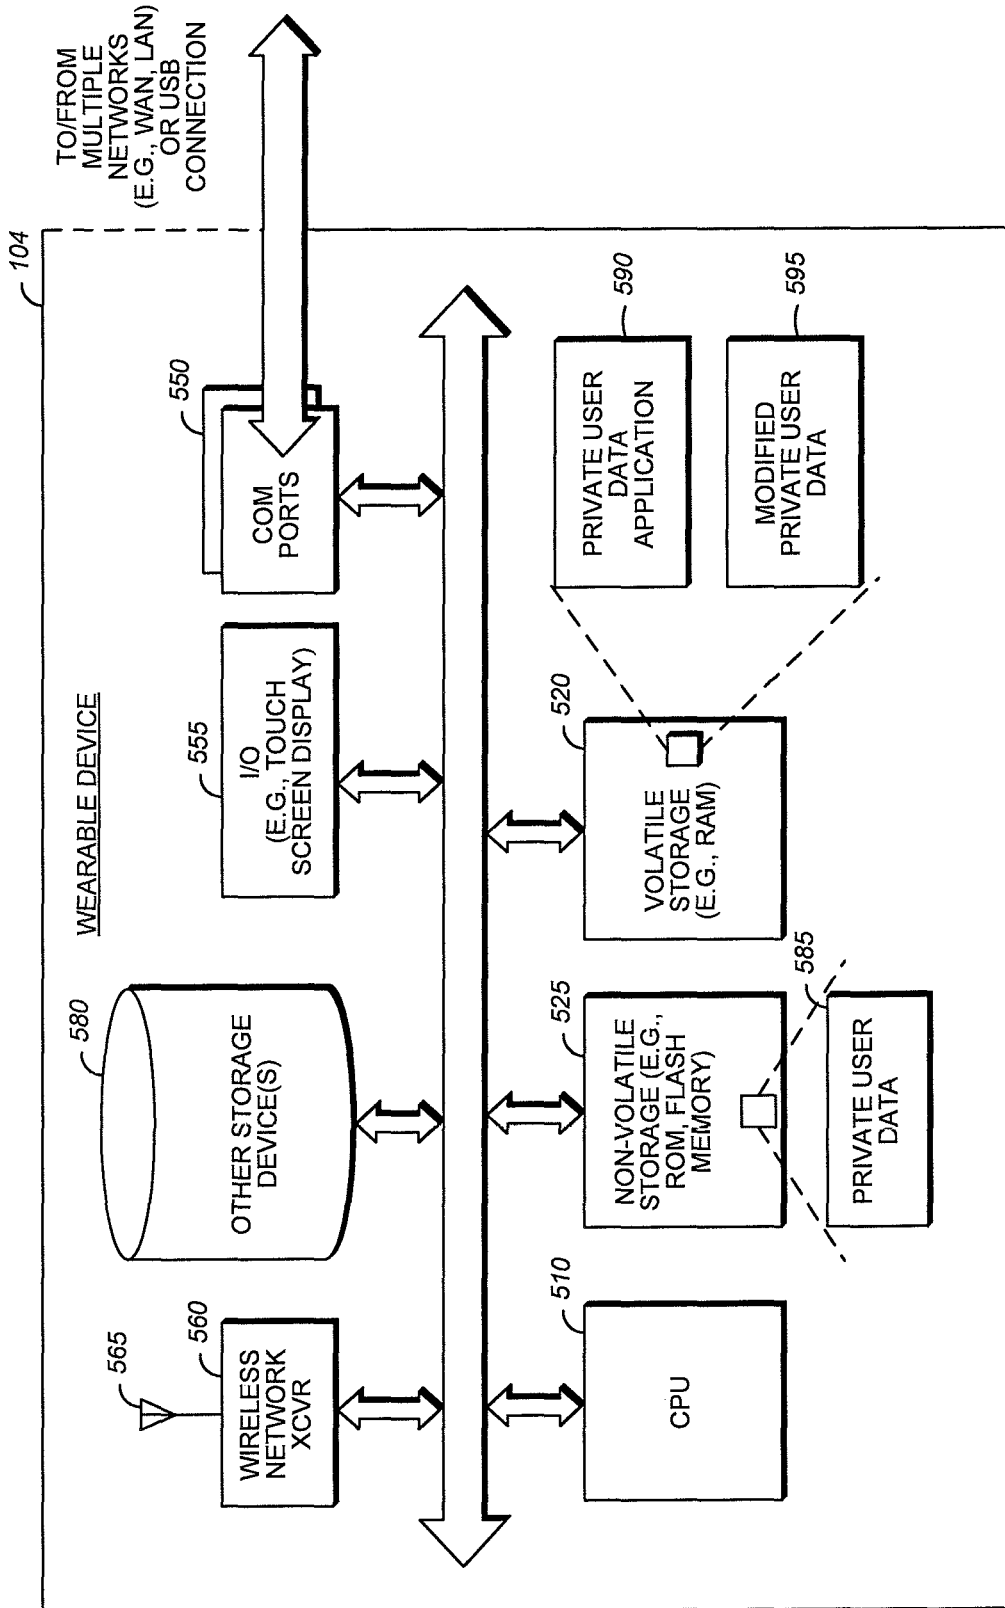 104
TO/FROM
MULTIPLE
NETWORKS
(E.G., WAN, LAN)
OR USB
CONNECTION
WEARABLE DEVICE
565
560
WIRELESS
NETWORK
XCVR
580
OTHER STORAGE
DEVICE(S)
555
I/O
(E.G., TOUCH
SCREEN DISPLAY)
550
COM
PORTS
510
CPU
525
NON-VOLATILE
STORAGE (E.G.,
ROM, FLASH
MEMORY)
585
PRIVATE USER
DATA
520
VOLATILE
STORAGE
(E.G., RAM)
590
PRIVATE USER
DATA
APPLICATION
595
MODIFIED
PRIVATE USER
DATA